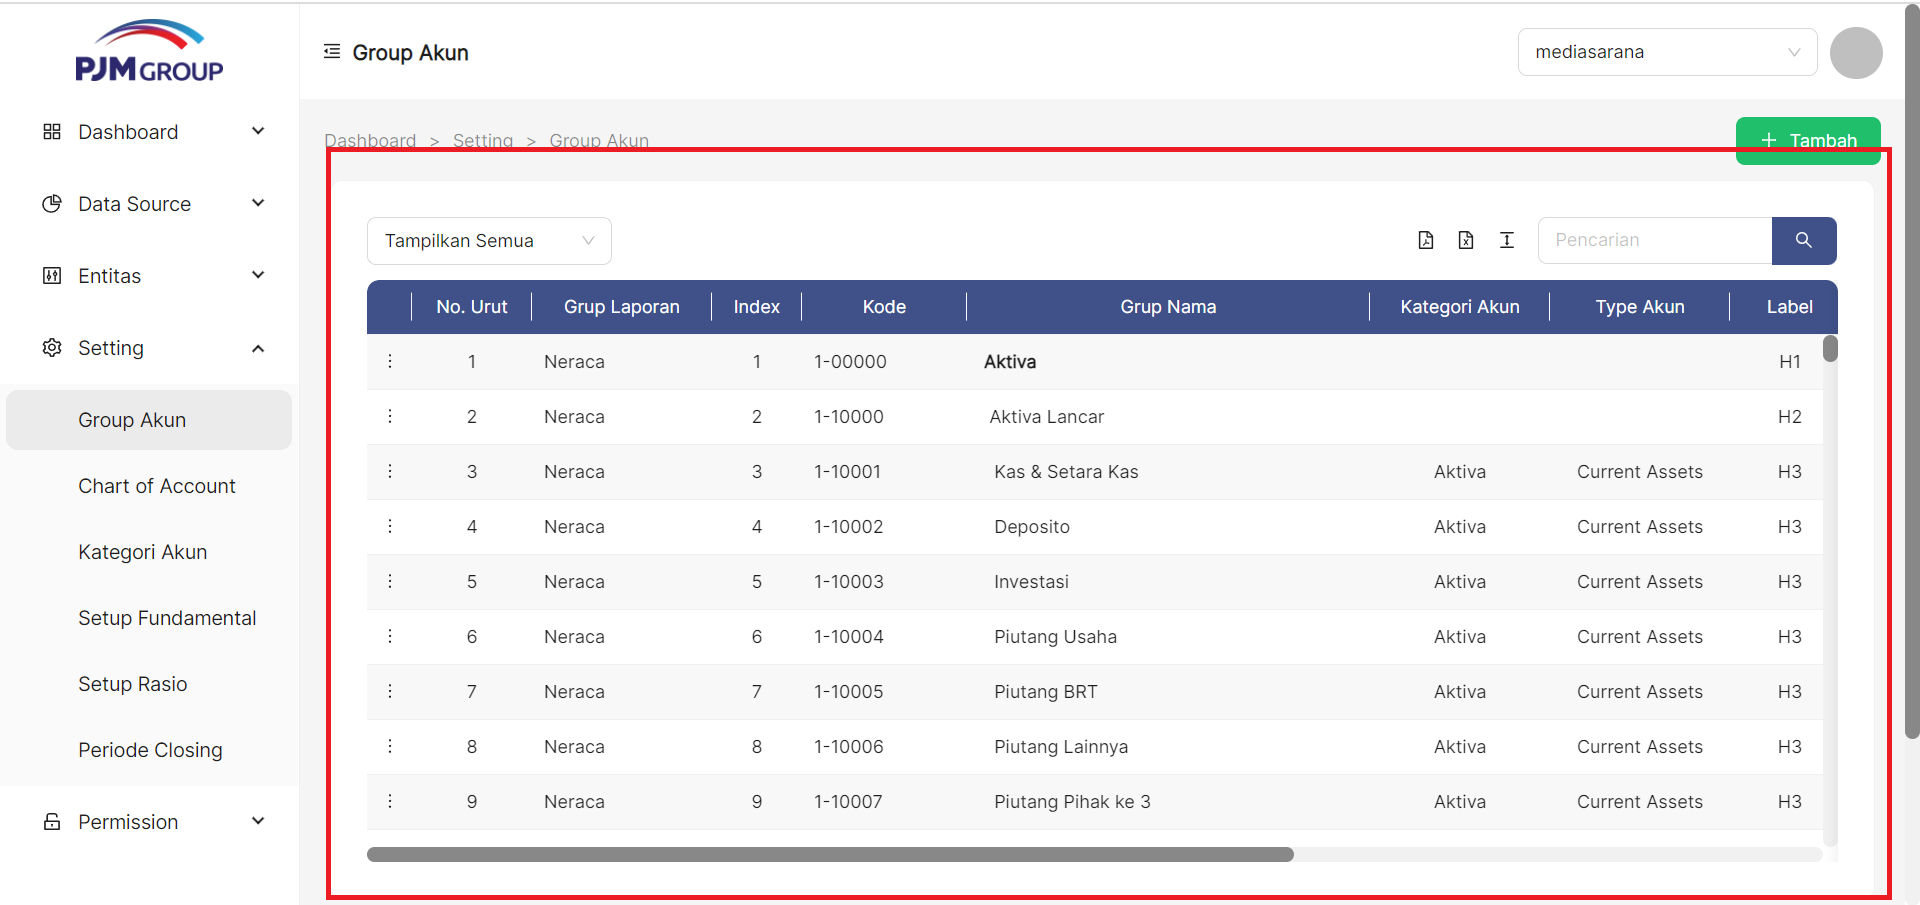 PJM GROUP
Dashboard
Data Source
Entitas
Setting
Group Akun
Chart of Account
Kategori Akun
Setup Fundamental
Setup Rasio
Periode Closing
Permission
Group Akun
mediasarana
Dashboard > Setting > Group Akun
+ Tambah
Tampilkan Semua
Pencarian
No. Urut Grup Laporan Index Kode Grup Nama Kategori Akun Type Akun Label
1 Neraca 1 1-00000 Aktiva H1
2 Neraca 2 1-10000 Aktiva Lancar H2
3 Neraca 3 1-10001 Kas & Setara Kas Aktiva Current Assets H3
4 Neraca 4 1-10002 Deposito Aktiva Current Assets H3
5 Neraca 5 1-10003 Investasi Aktiva Current Assets H3
6 Neraca 6 1-10004 Piutang Usaha Aktiva Current Assets H3
7 Neraca 7 1-10005 Piutang BRT Aktiva Current Assets H3
8 Neraca 8 1-10006 Piutang Lainnya Aktiva Current Assets H3
9 Neraca 9 1-10007 Piutang Pihak ke 3 Aktiva Current Assets H3